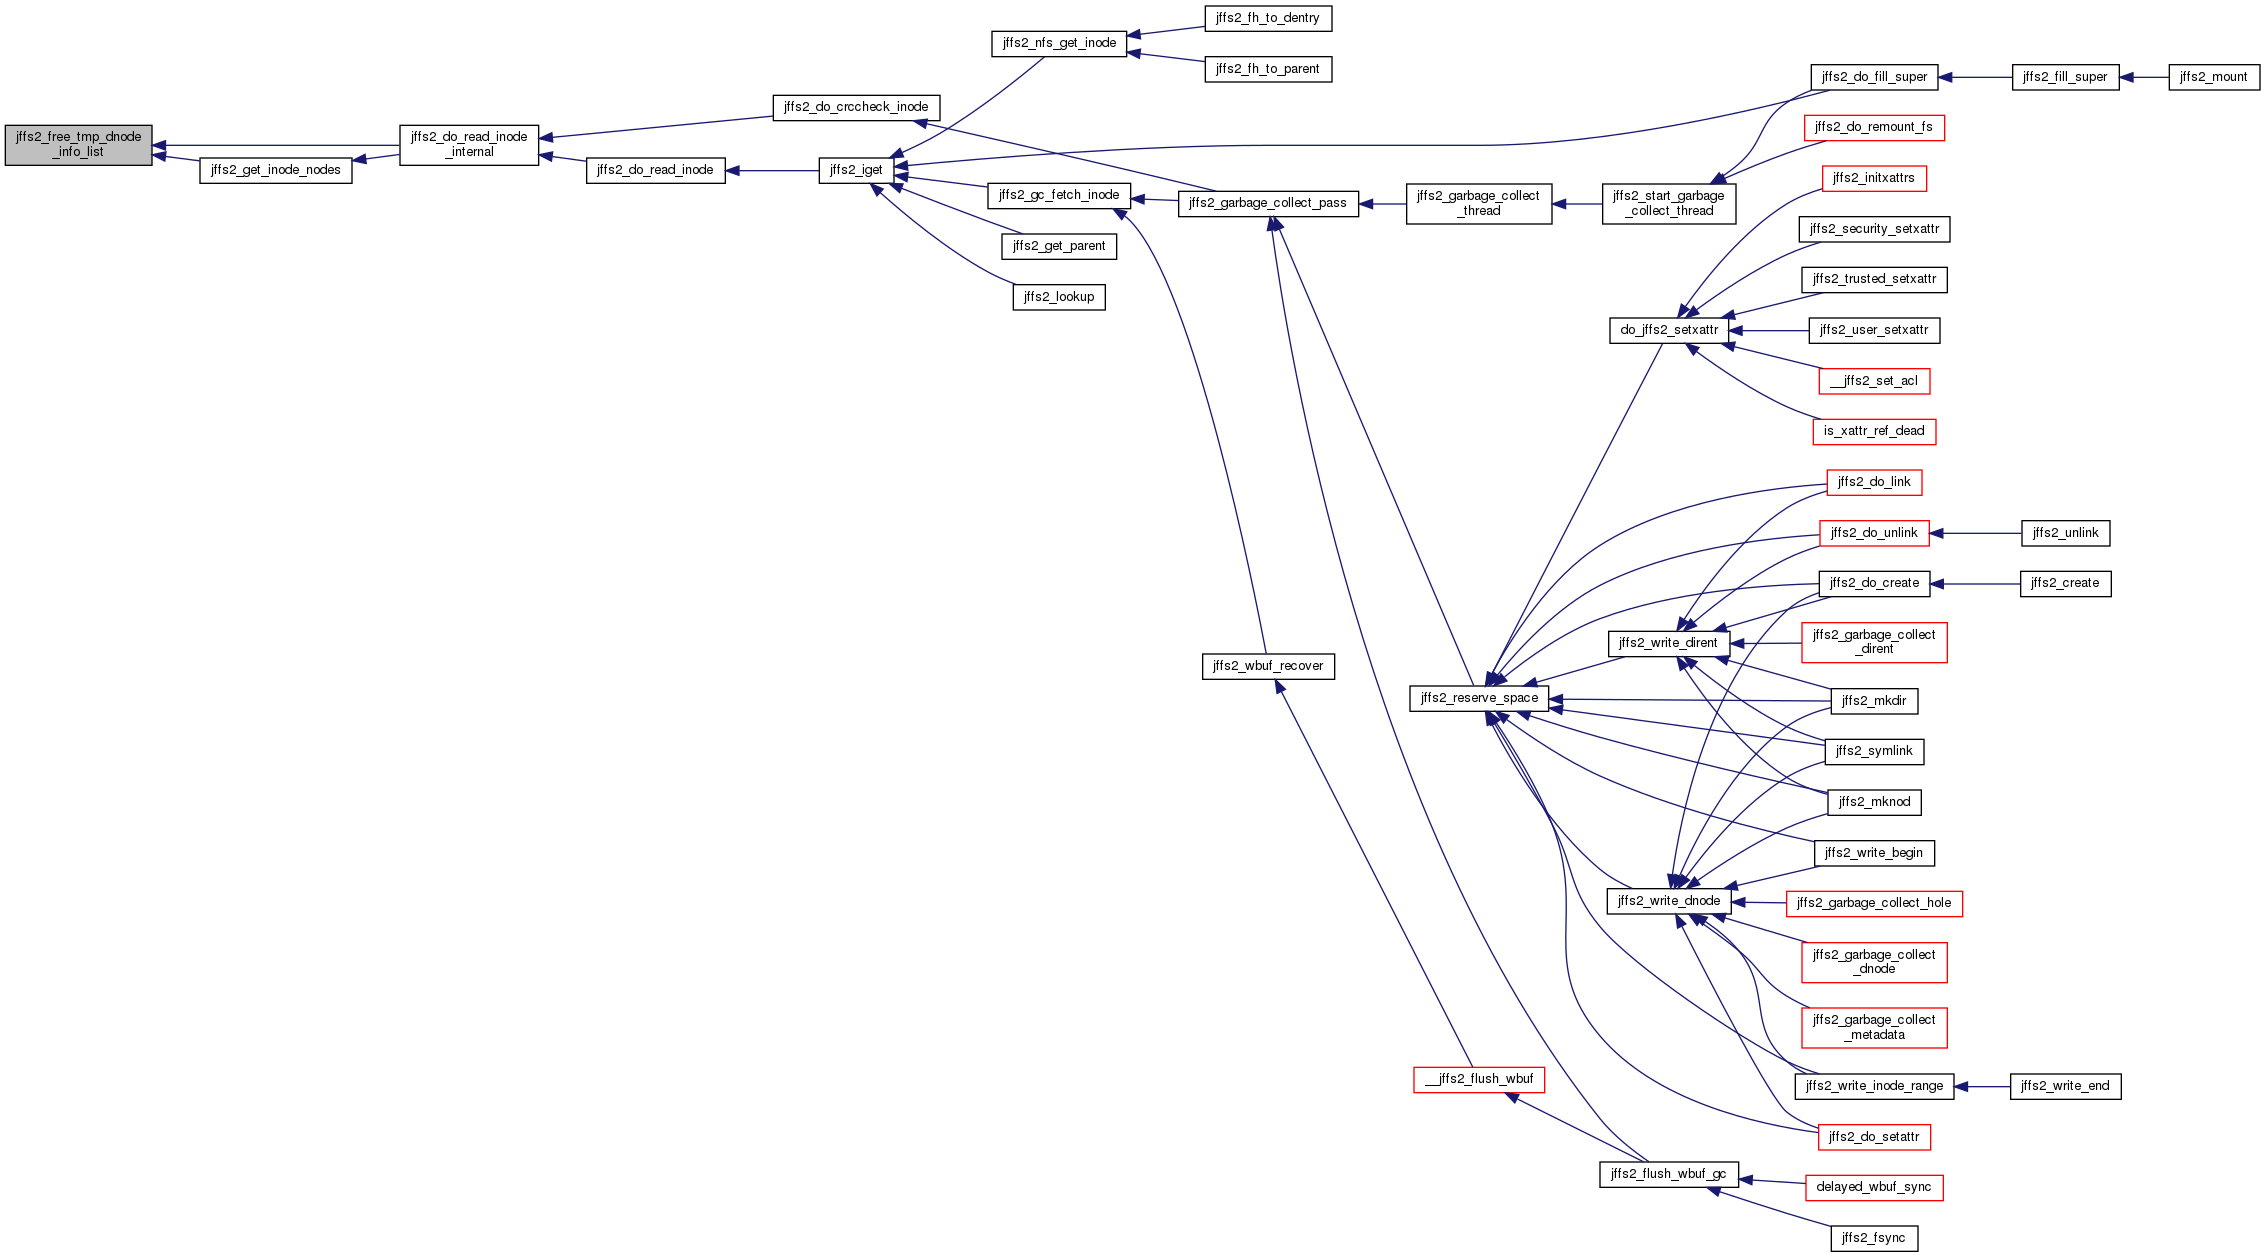 jffs2_free_tmp_dnode
_info_list
jffs2_get_inode_nodes
jffs2_do_read_inode
_internal
jffs2_do_crccheck_inode
jffs2_do_read_inode
jffs2_iget
jffs2_nfs_get_inode
jffs2_fh_to_dentry
jffs2_fh_to_parent
jffs2_gc_fetch_inode
jffs2_get_parent
jffs2_lookup
jffs2_garbage_collect_pass
jffs2_garbage_collect
_thread
jffs2_start_garbage
_collect_thread
jffs2_do_fill_super
jffs2_fill_super
jffs2_mount
jffs2_do_remount_fs
jffs2_initxattrs
jffs2_security_setxattr
jffs2_trusted_setxattr
do_jffs2_setxattr
jffs2_user_setxattr
__jffs2_set_acl
is_xattr_ref_dead
jffs2_do_link
jffs2_do_unlink
jffs2_unlink
jffs2_do_create
jffs2_create
jffs2_write_dirent
jffs2_garbage_collect
_dirent
jffs2_wbuf_recover
jffs2_reserve_space
jffs2_mkdir
jffs2_symlink
jffs2_mknod
jffs2_write_begin
jffs2_write_dnode
jffs2_garbage_collect_hole
jffs2_garbage_collect
_dnode
jffs2_garbage_collect
_metadata
__jffs2_flush_wbuf
jffs2_write_inode_range
jffs2_write_end
jffs2_do_setattr
jffs2_flush_wbuf_gc
delayed_wbuf_sync
jffs2_fsync